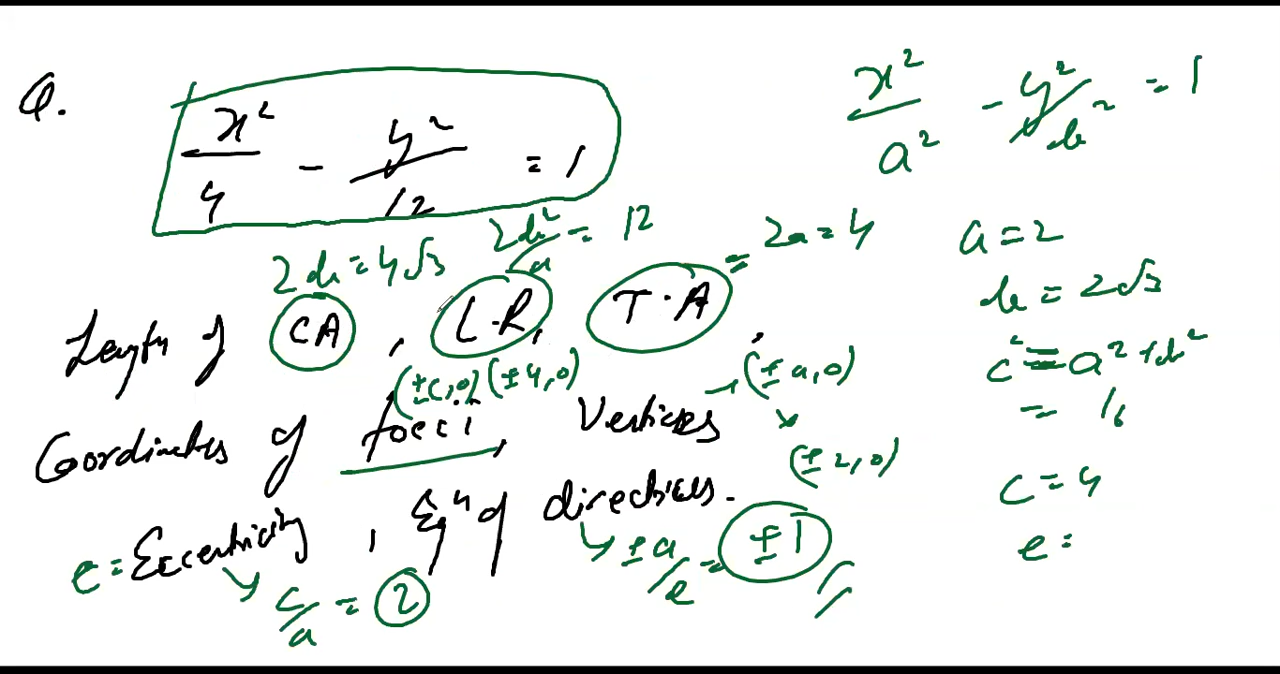 Q. x²/4 - y²/12 = 1
x²/a² - y²/b² = 1
2b = 4√3
2b²/a = 12
= 2a = 4
a = 2
b = 2√3
Length of CA, L.R, T.A,
c² = a² + b²
= 16
(±c,0) (±4,0)
→ (±a,0)
Coordinates of focci, Vertices
(±2,0)
c = 4
e = Eccentricity, Eqⁿ of directrices.
→ c/a = 2
→ ±a/e = ±1
e =